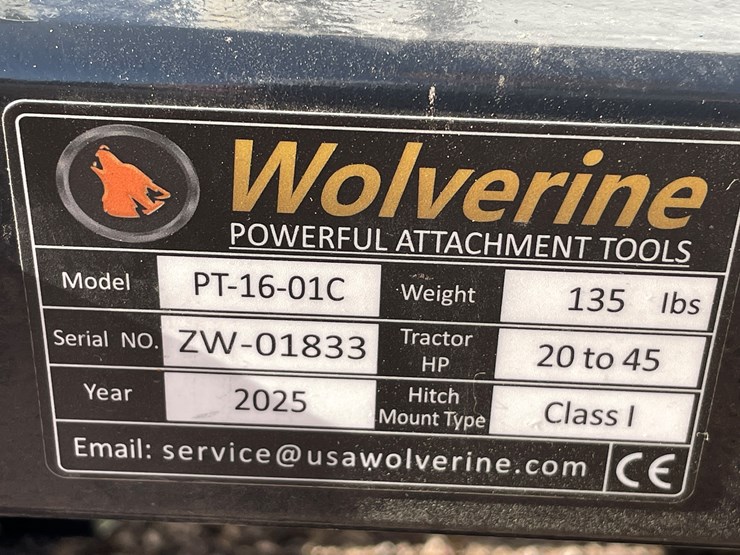 Wolverine
POWERFUL ATTACHMENT TOOLS
Model PT-16-01C Weight 135 lbs
Serial NO. ZW-01833 Tractor HP 20 to 45
Year 2025 Hitch Mount Type Class I
Email: service@usawolverine.com CE